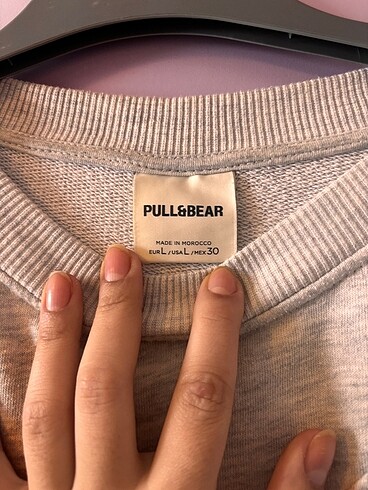 PULL&BEAR
MADE IN MOROCCO
EUR L / USA L / MEX 30